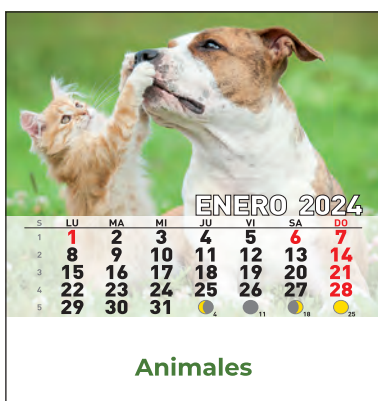 ENERO 2024
S LU MA MI JU VI SA DO
1 1 2 3 4 5 6 7
2 8 9 10 11 12 13 14
3 15 16 17 18 19 20 21
4 22 23 24 25 26 27 28
5 29 30 31 4 11 18 25
Animales